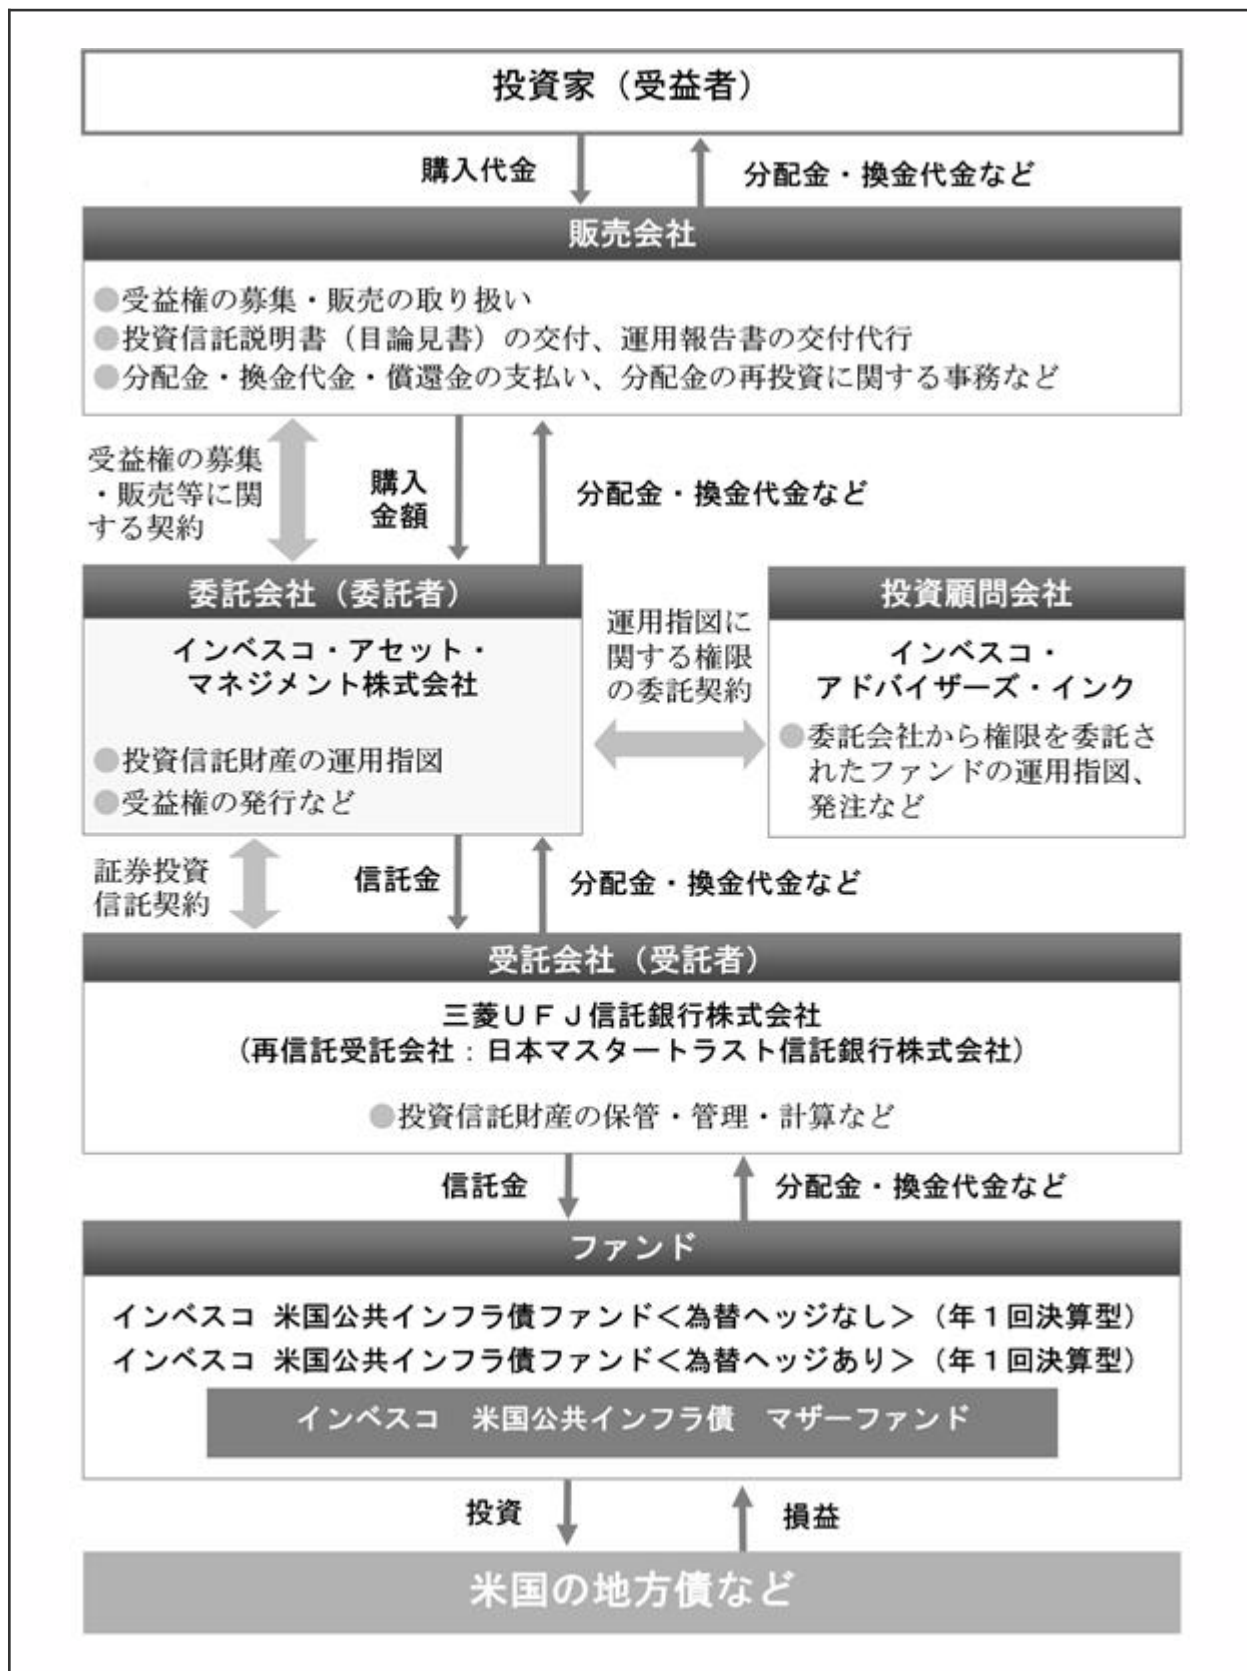 投資家（受益者）
購入代金
分配金・換金代金など
販売会社
●受益権の募集・販売の取り扱い
●投資信託説明書（目論見書）の交付、運用報告書の交付代行
●分配金・換金代金・償還金の支払い、分配金の再投資に関する事務など
受益権の募集
・販売等に関
する契約
購入
金額
分配金・換金代金など
委託会社（委託者）
インベスコ・アセット・
マネジメント株式会社
●投資信託財産の運用指図
●受益権の発行など
運用指図に
関する権限
の委託契約
投資顧問会社
インベスコ・
アドバイザーズ・インク
●委託会社から権限を委託さ
れたファンドの運用指図、
発注など
証券投資
信託契約
信託金
分配金・換金代金など
受託会社（受託者）
三菱ＵＦＪ信託銀行株式会社
（再信託受託会社：日本マスタートラスト信託銀行株式会社）
●投資信託財産の保管・管理・計算など
信託金
分配金・換金代金など
ファンド
インベスコ 米国公共インフラ債ファンド＜為替ヘッジなし＞（年１回決算型）
インベスコ 米国公共インフラ債ファンド＜為替ヘッジあり＞（年１回決算型）
インベスコ　米国公共インフラ債　マザーファンド
投資
損益
米国の地方債など